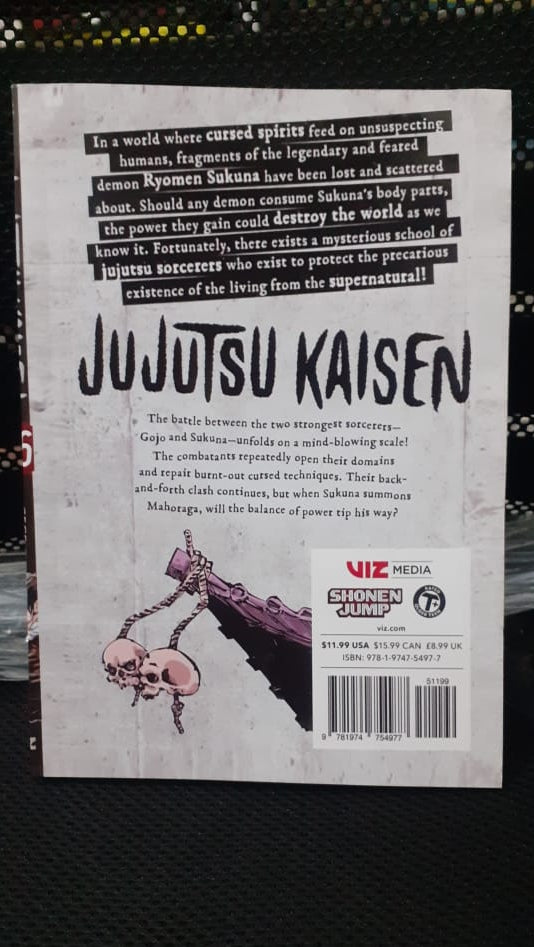 In a world where cursed spirits feed on unsuspecting
humans, fragments of the legendary and feared
demon Ryomen Sukuna have been lost and scattered
about. Should any demon consume Sukuna's body parts,
the power they gain could destroy the world as we
know it. Fortunately, there exists a mysterious school of
jujutsu sorcerers who exist to protect the precarious
existence of the living from the supernatural!
JUJUTSU KAISEN
The battle between the two strongest sorcerers—
Gojo and Sukuna—unfolds on a mind-blowing scale!
The combatants repeatedly open their domains
and repair burnt-out cursed techniques. Their back-
and-forth clash continues, but when Sukuna summons
Mahoraga, will the balance of power tip his way?
VIZ MEDIA
SHONEN
JUMP
T+
viz.com
$11.99 USA $15.99 CAN £8.99 UK
ISBN: 978-1-9747-5497-7
51199
9 781974 754977